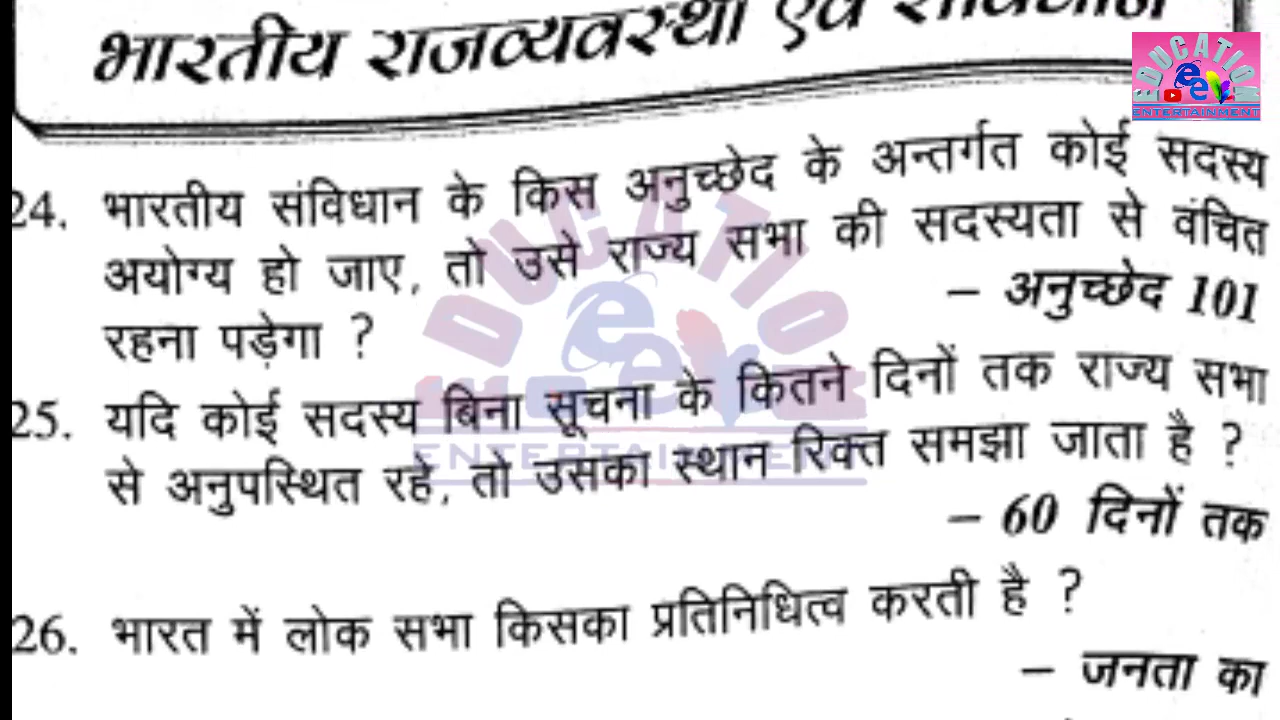 भारतीय राजव्यवस्था एवं संविधान
EDUCATION
ENTERTAINMENT
24. भारतीय संविधान के किस अनुच्छेद के अन्तर्गत कोई सदस्य
अयोग्य हो जाए, तो उसे राज्य सभा की सदस्यता से वंचित
रहना पड़ेगा ?
– अनुच्छेद 101
25. यदि कोई सदस्य बिना सूचना के कितने दिनों तक राज्य सभा
से अनुपस्थित रहे, तो उसका स्थान रिक्त समझा जाता है ?
– 60 दिनों तक
26. भारत में लोक सभा किसका प्रतिनिधित्व करती है ?
– जनता का
EDUCATION
ENTERTAINMENT